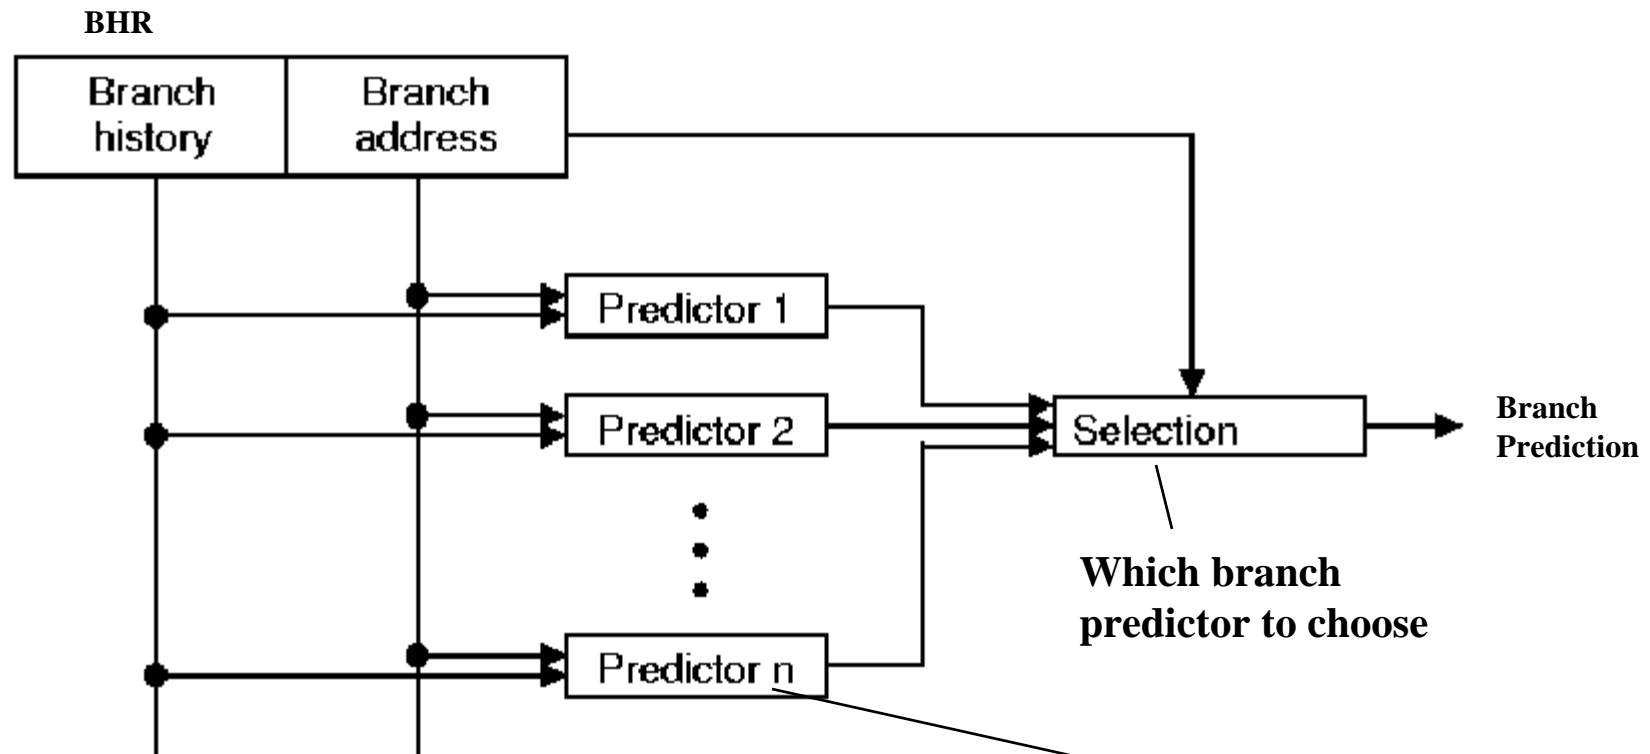 BHR
Branch
history
Branch
address
Predictor 1
Predictor 2
Selection
Branch
Prediction
Which branch
predictor to choose
Predictor n